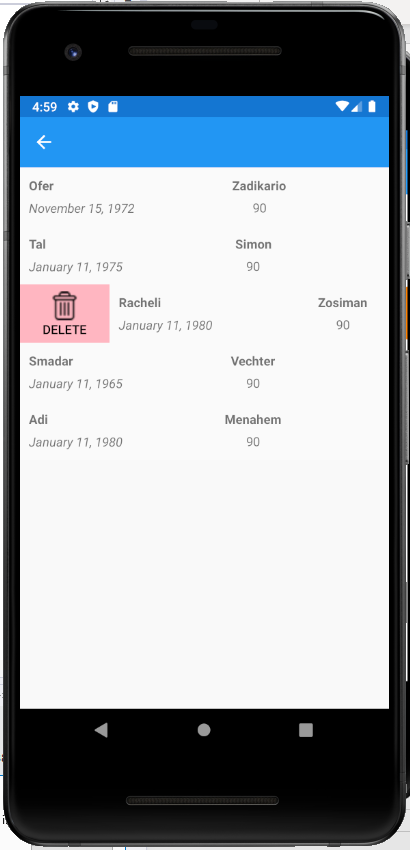 4:59
Ofer Zadikario
November 15, 1972 90
Tal Simon
January 11, 1975 90
Racheli Zosiman
DELETE January 11, 1980 90
Smadar Vechter
January 11, 1965 90
Adi Menahem
January 11, 1980 90